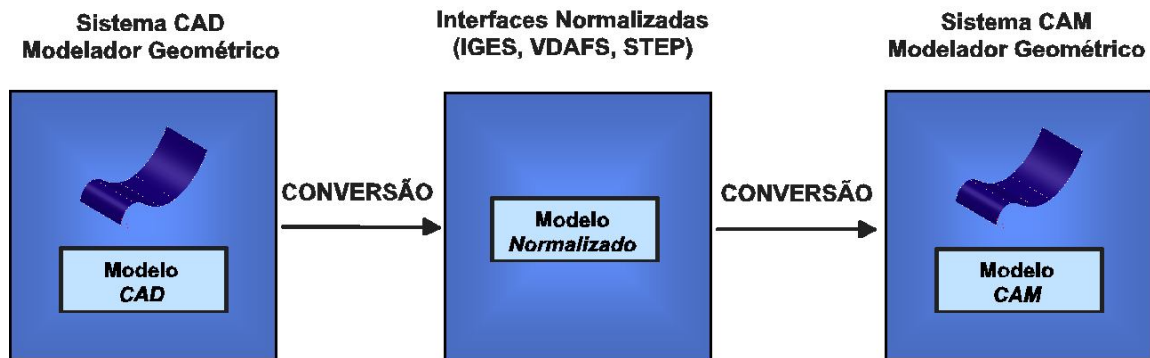 Sistema CAD
Modelador Geométrico
Interfaces Normalizadas
(IGES, VDAFS, STEP)
Sistema CAM
Modelador Geométrico
CONVERSÃO
CONVERSÃO
Modelo
CAD
Modelo
Normalizado
Modelo
CAM